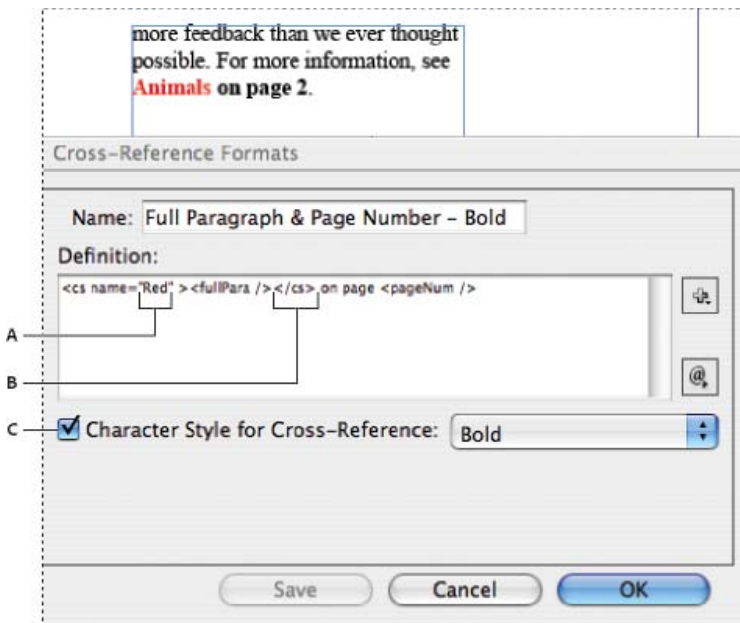 more feedback than we ever thought
possible. For more information, see
Animals on page 2.
Cross-Reference Formats
Name: Full Paragraph & Page Number - Bold
Definition:
<cs name="Red" ><fullPara /></cs> on page <pageNum />
A
B
@
C
Character Style for Cross-Reference: Bold
Save Cancel OK